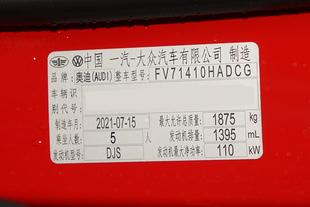 中国 一汽-大众汽车有限公司 制造
品牌：奥迪(AUDI) 整车型号：FV71410HADCG
车辆识
别代号：
制造年月：2021-07-15 最大允许总质量：1875 kg
乘坐人数：5 人 发动机排量：1395 mL
发动机型号：DJS 发动机最大净功率：110 kW